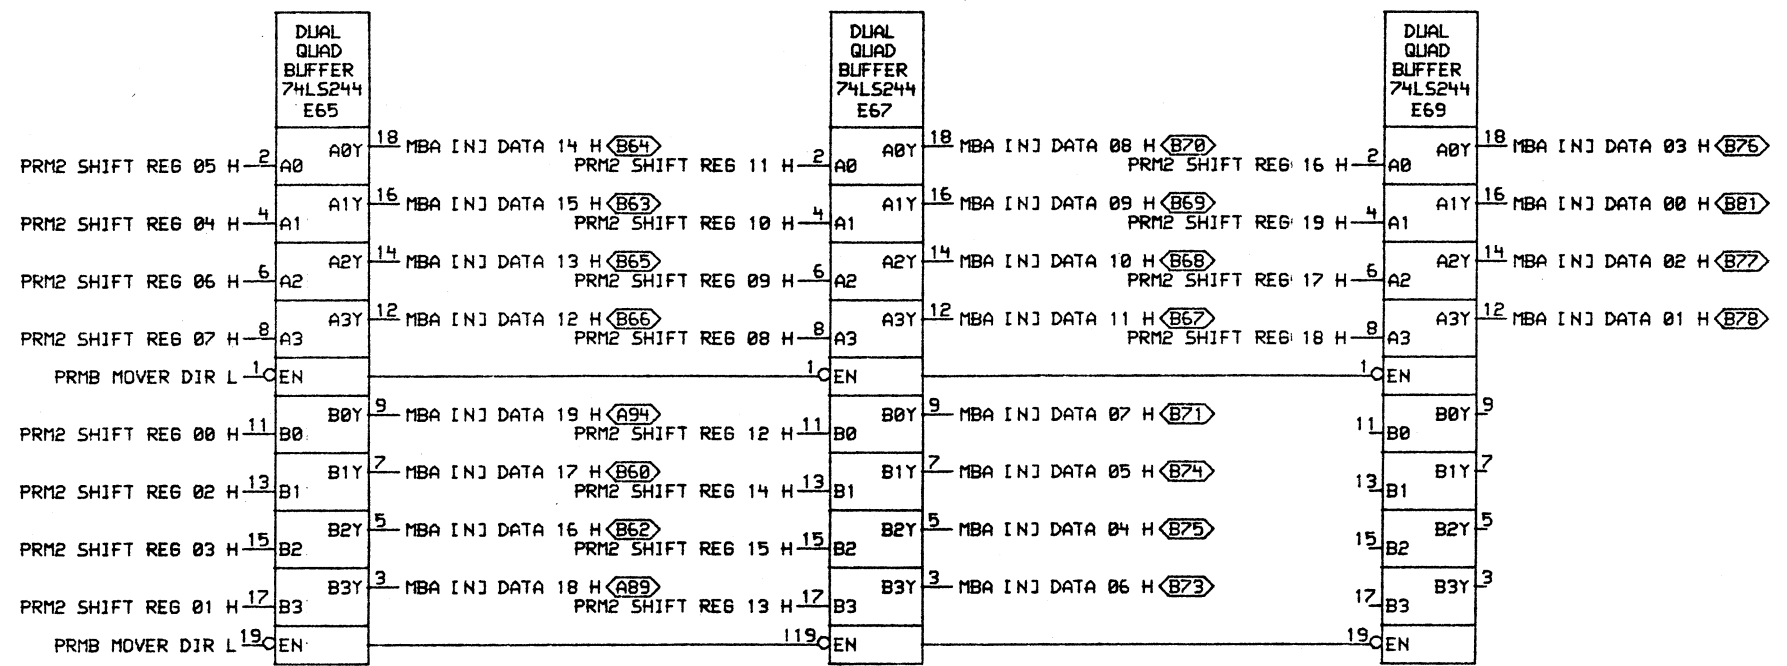 DUAL
QUAD
BUFFER
74LS244
E65
PRM2 SHIFT REG 05 H 2 A0 A0Y 18 MBA [N] DATA 14 H B64
PRM2 SHIFT REG 04 H 4 A1 A1Y 16 MBA [N] DATA 15 H B63
PRM2 SHIFT REG 06 H 6 A2 A2Y 14 MBA [N] DATA 13 H B65
PRM2 SHIFT REG 07 H 8 A3 A3Y 12 MBA [N] DATA 12 H B66
PRMB MOVER DIR L 1 EN
PRM2 SHIFT REG 00 H 11 B0 B0Y 9 MBA [N] DATA 19 H A94
PRM2 SHIFT REG 02 H 13 B1 B1Y 7 MBA [N] DATA 17 H B60
PRM2 SHIFT REG 03 H 15 B2 B2Y 5 MBA [N] DATA 16 H B62
PRM2 SHIFT REG 01 H 17 B3 B3Y 3 MBA [N] DATA 18 H A89
PRMB MOVER DIR L 19 EN
DUAL
QUAD
BUFFER
74LS244
E67
PRM2 SHIFT REG 11 H 2 A0 A0Y 18 MBA [N] DATA 08 H B70
PRM2 SHIFT REG 10 H 4 A1 A1Y 16 MBA [N] DATA 09 H B69
PRM2 SHIFT REG 09 H 6 A2 A2Y 14 MBA [N] DATA 10 H B68
PRM2 SHIFT REG 08 H 8 A3 A3Y 12 MBA [N] DATA 11 H B67
1 EN
PRM2 SHIFT REG 12 H 11 B0 B0Y 9 MBA [N] DATA 07 H B71
PRM2 SHIFT REG 14 H 13 B1 B1Y 7 MBA [N] DATA 05 H B74
PRM2 SHIFT REG 15 H 15 B2 B2Y 5 MBA [N] DATA 04 H B75
PRM2 SHIFT REG 13 H 17 B3 B3Y 3 MBA [N] DATA 06 H B73
119 EN
DUAL
QUAD
BUFFER
74LS244
E69
PRM2 SHIFT REG 16 H 2 A0 A0Y 18 MBA [N] DATA 03 H B76
PRM2 SHIFT REG 19 H 4 A1 A1Y 16 MBA [N] DATA 00 H B81
PRM2 SHIFT REG 17 H 6 A2 A2Y 14 MBA [N] DATA 02 H B77
PRM2 SHIFT REG 18 H 8 A3 A3Y 12 MBA [N] DATA 01 H B78
1 EN
11 B0 B0Y 9
13 B1 B1Y 7
15 B2 B2Y 5
17 B3 B3Y 3
19 EN